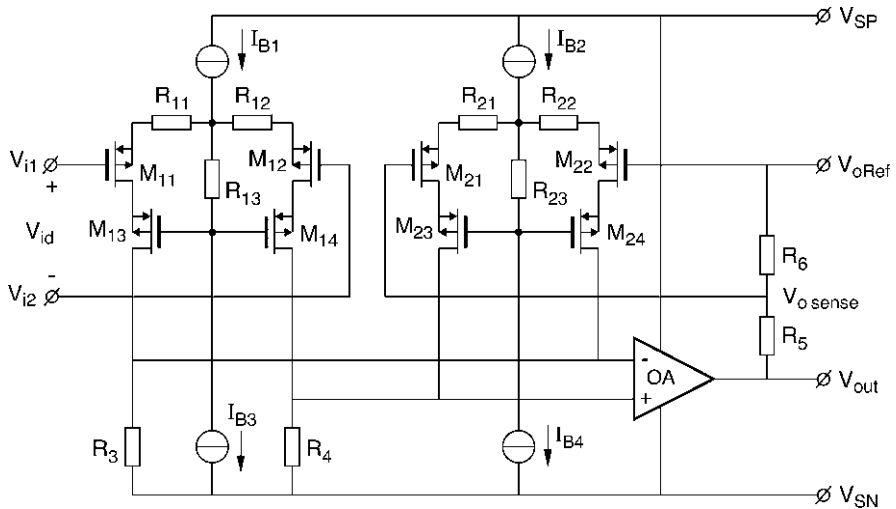 I_B1
I_B2
V_SP
R_11
R_12
R_21
R_22
V_i1
+
M_11
M_12
R_13
M_21
M_22
R_23
V_oRef
V_id
M_13
M_14
M_23
M_24
R_6
-
V_i2
V_o sense
R_5
-
OA
+
V_out
R_3
I_B3
R_4
I_B4
V_SN